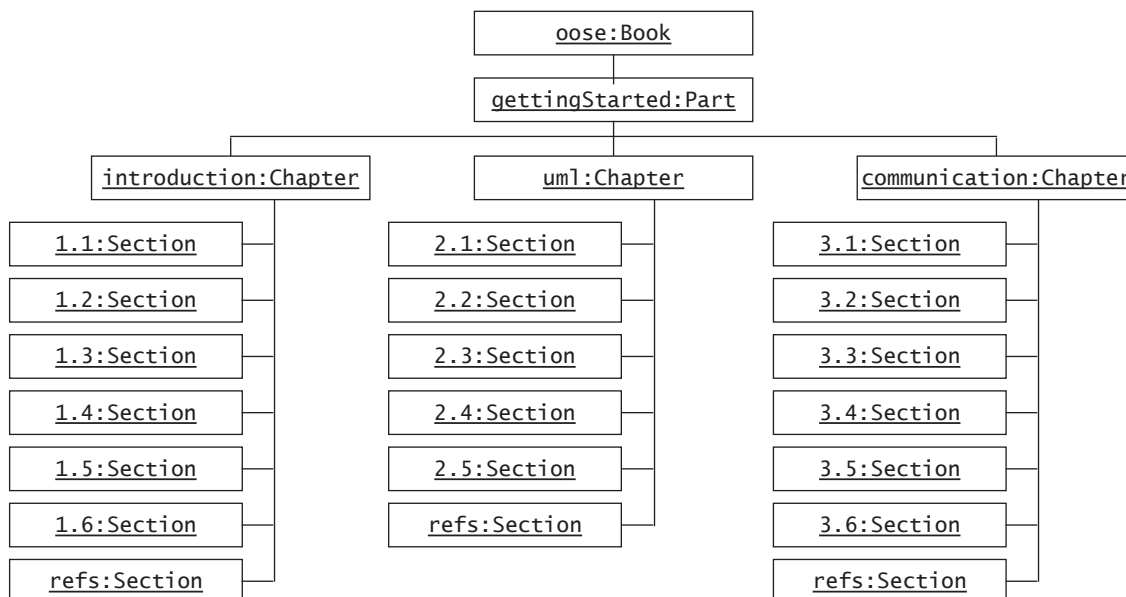 oose:Book
gettingStarted:Part
introduction:Chapter
uml:Chapter
communication:Chapter
1.1:Section
2.1:Section
3.1:Section
1.2:Section
2.2:Section
3.2:Section
1.3:Section
2.3:Section
3.3:Section
1.4:Section
2.4:Section
3.4:Section
1.5:Section
2.5:Section
3.5:Section
1.6:Section
refs:Section
3.6:Section
refs:Section
refs:Section